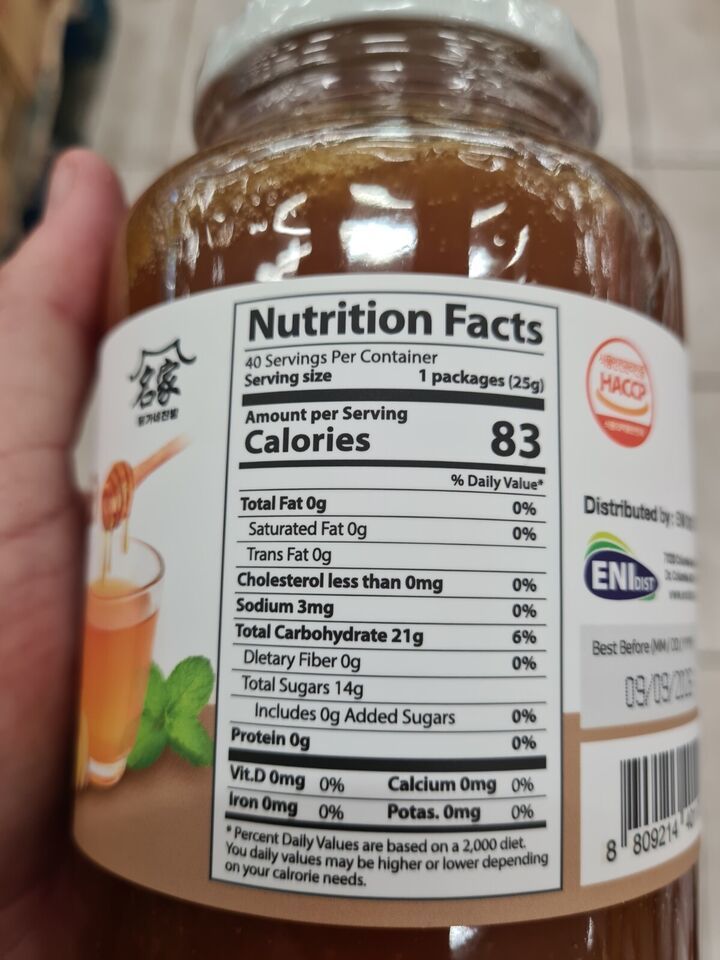 名家
Nutrition Facts
40 Servings Per Container
Serving size 1 packages (25g)
Amount per Serving
Calories 83
% Daily Value*
Total Fat 0g 0%
Saturated Fat 0g 0%
Trans Fat 0g
Cholesterol less than 0mg 0%
Sodium 3mg 0%
Total Carbohydrate 21g 6%
Dietary Fiber 0g 0%
Total Sugars 14g
Includes 0g Added Sugars 0%
Protein 0g 0%
Vit.D 0mg 0% Calcium 0mg 0%
Iron 0mg 0% Potas. 0mg 0%
* Percent Daily Values are based on a 2,000 diet.
You daily values may be higher or lower depending
on your calrorie needs.
HACCP
Distributed by:
ENI DIST
Best Before (MM/DD/
09/09/
8 809214